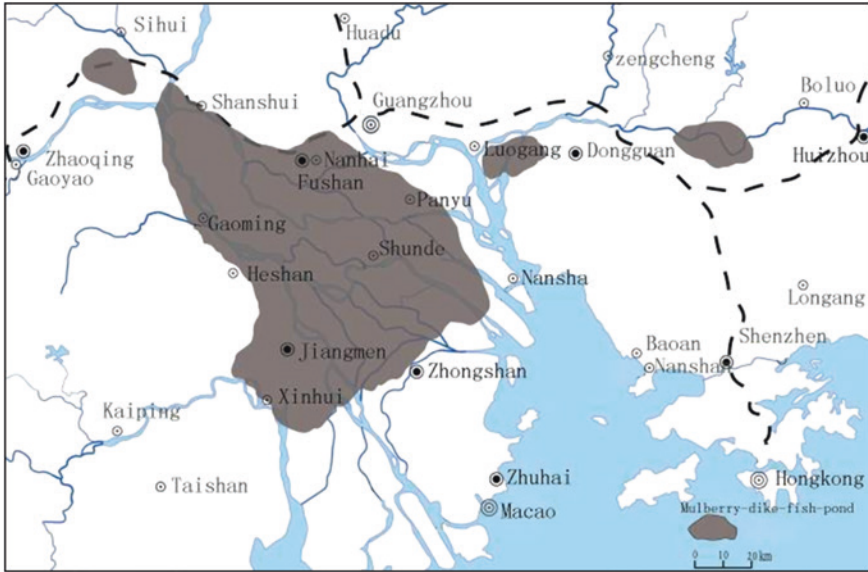 Sihui
Huadu
zengcheng
Boluo
Shanshui
Guangzhou
Zhaoqing
Gaoyao
Nanhai
Fushan
Luogang
Dongguan
Huizhou
Panyu
Gaoming
Shunde
Heshan
Nansha
Longang
Jiangmen
Baoan
Shenzhen
Nanshan
Zhongshan
Xinhui
Kaiping
Taishan
Zhuhai
Hongkong
Macao
Mulberry-dike-fish-pond
0 10 20km